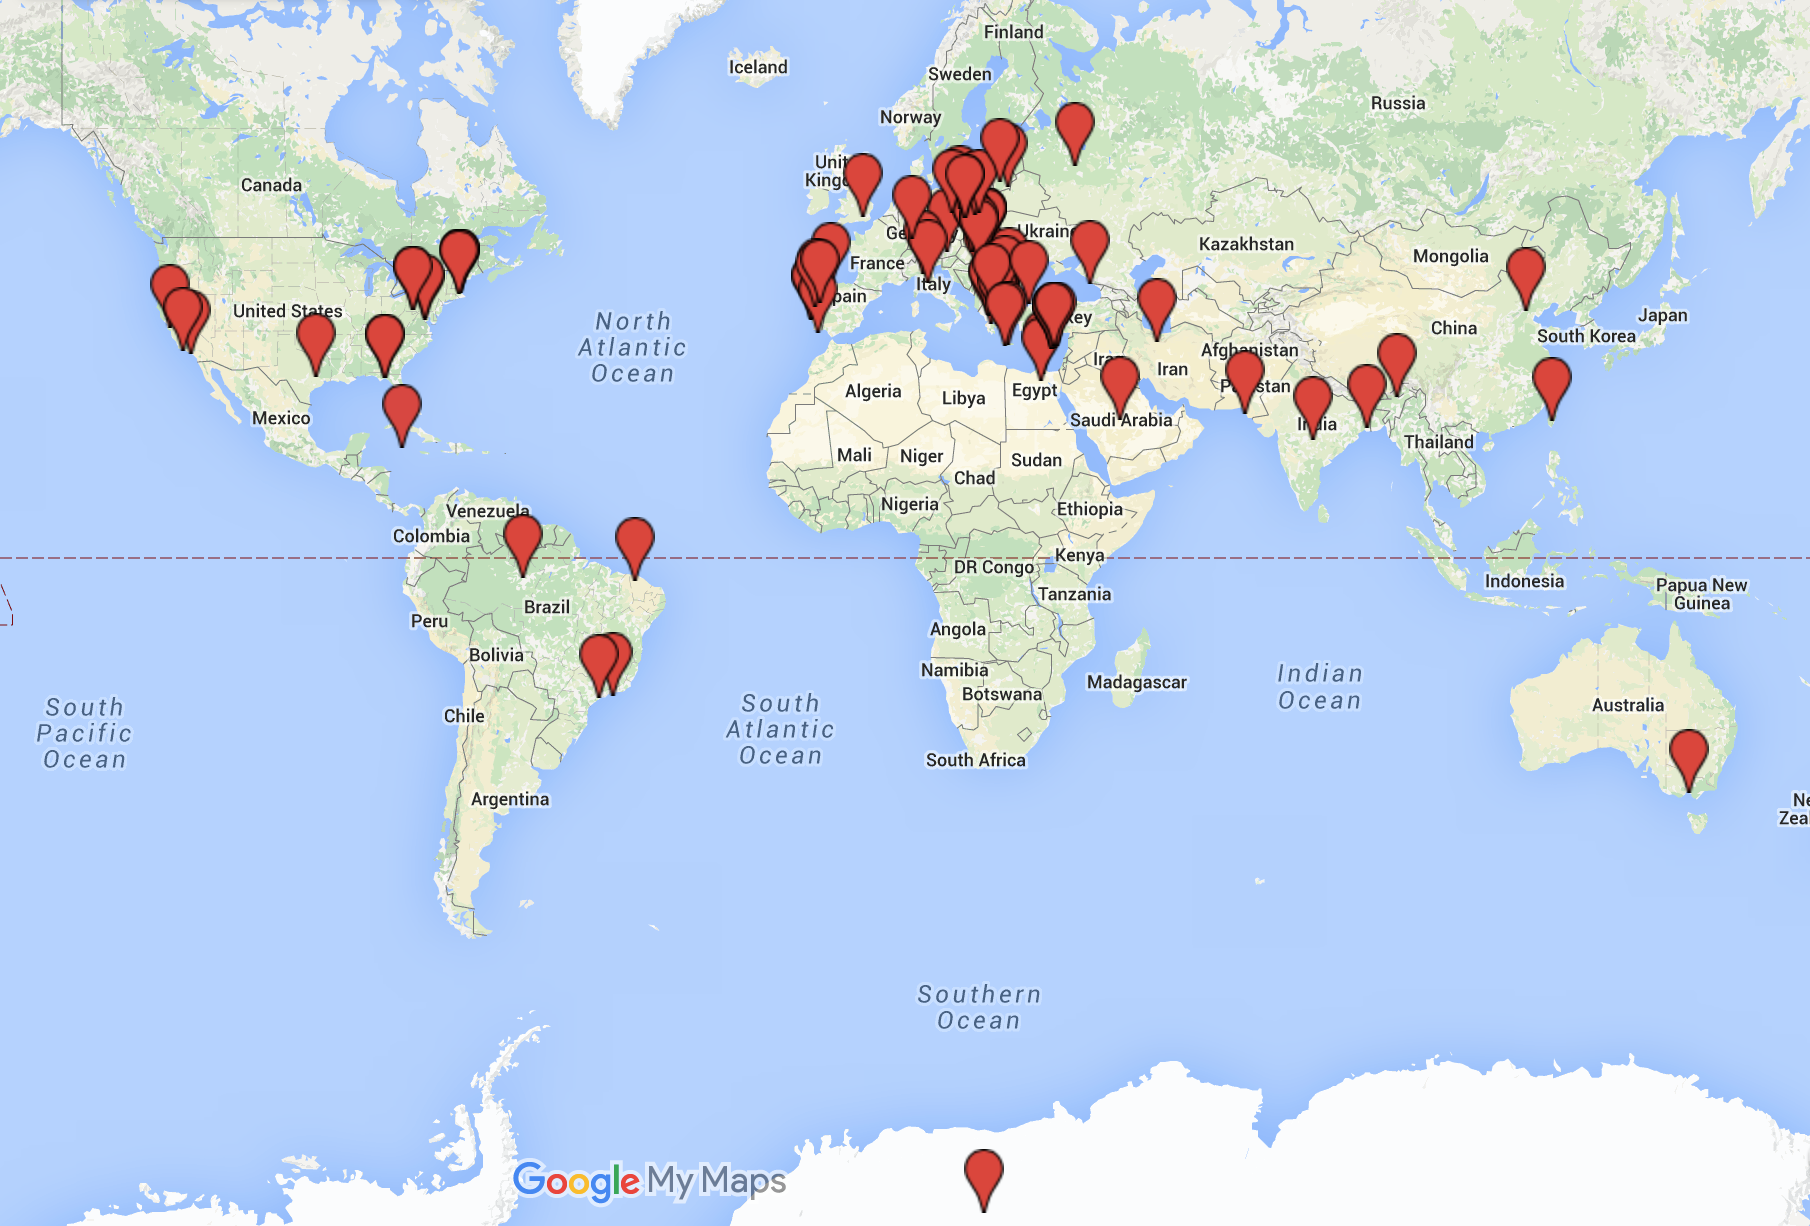 Finland
Iceland
Sweden
Russia
Norway
Canada
Ukraine
Kazakhstan
Mongolia
France
Italy
United States
Japan
North
Atlantic
Ocean
China
South Korea
Afghanistan
Iran
Algeria
Libya
Egypt
Mexico
Saudi Arabia
India
Thailand
Mali
Niger
Sudan
Chad
Nigeria
Ethiopia
Venezuela
Colombia
Kenya
DR Congo
Indonesia
Papua New
Guinea
Tanzania
Brazil
Peru
Angola
Bolivia
Namibia
Madagascar
Botswana
Indian
Ocean
South
Pacific
Ocean
South
Atlantic
Ocean
Chile
Australia
South Africa
Argentina
Southern
Ocean
Google My Maps